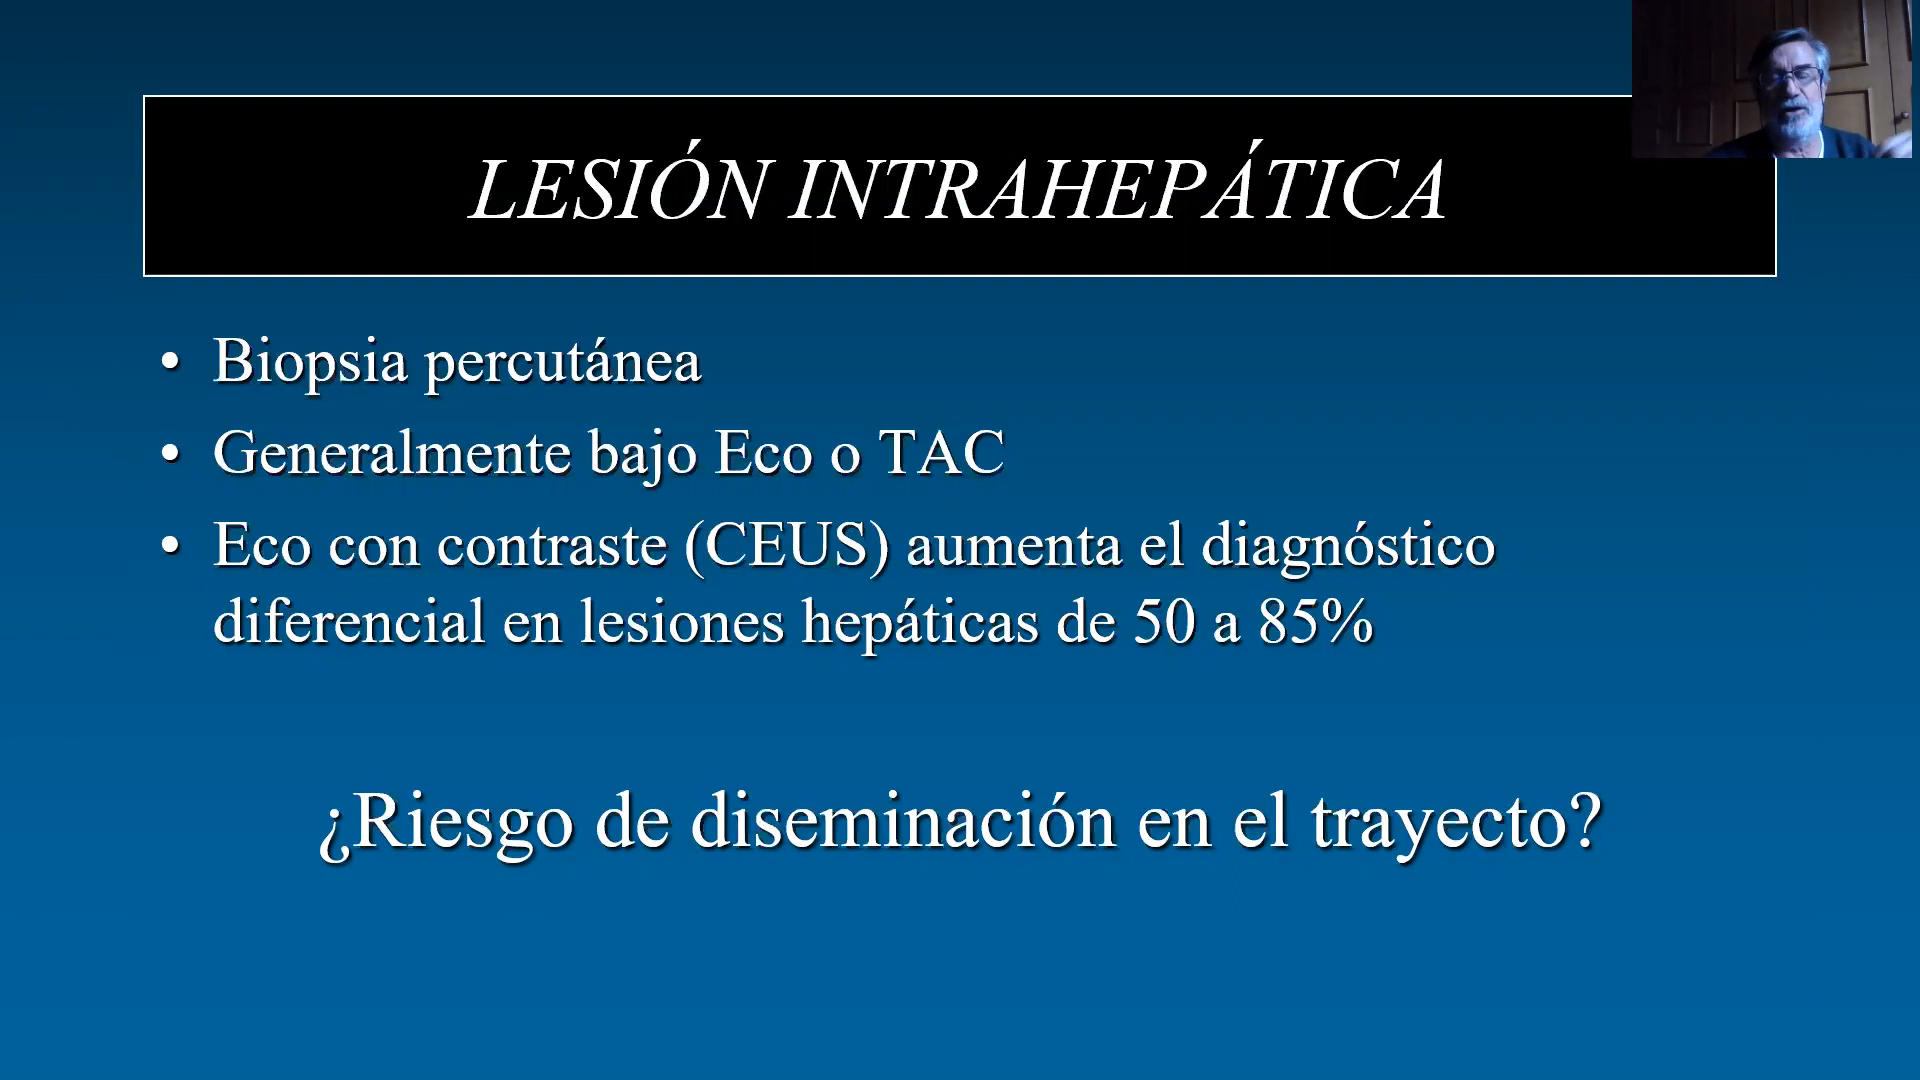 LESIÓN INTRAHEPÁTICA
• Biopsia percutánea
• Generalmente bajo Eco o TAC
• Eco con contraste (CEUS) aumenta el diagnóstico
diferencial en lesiones hepáticas de 50 a 85%
¿Riesgo de diseminación en el trayecto?